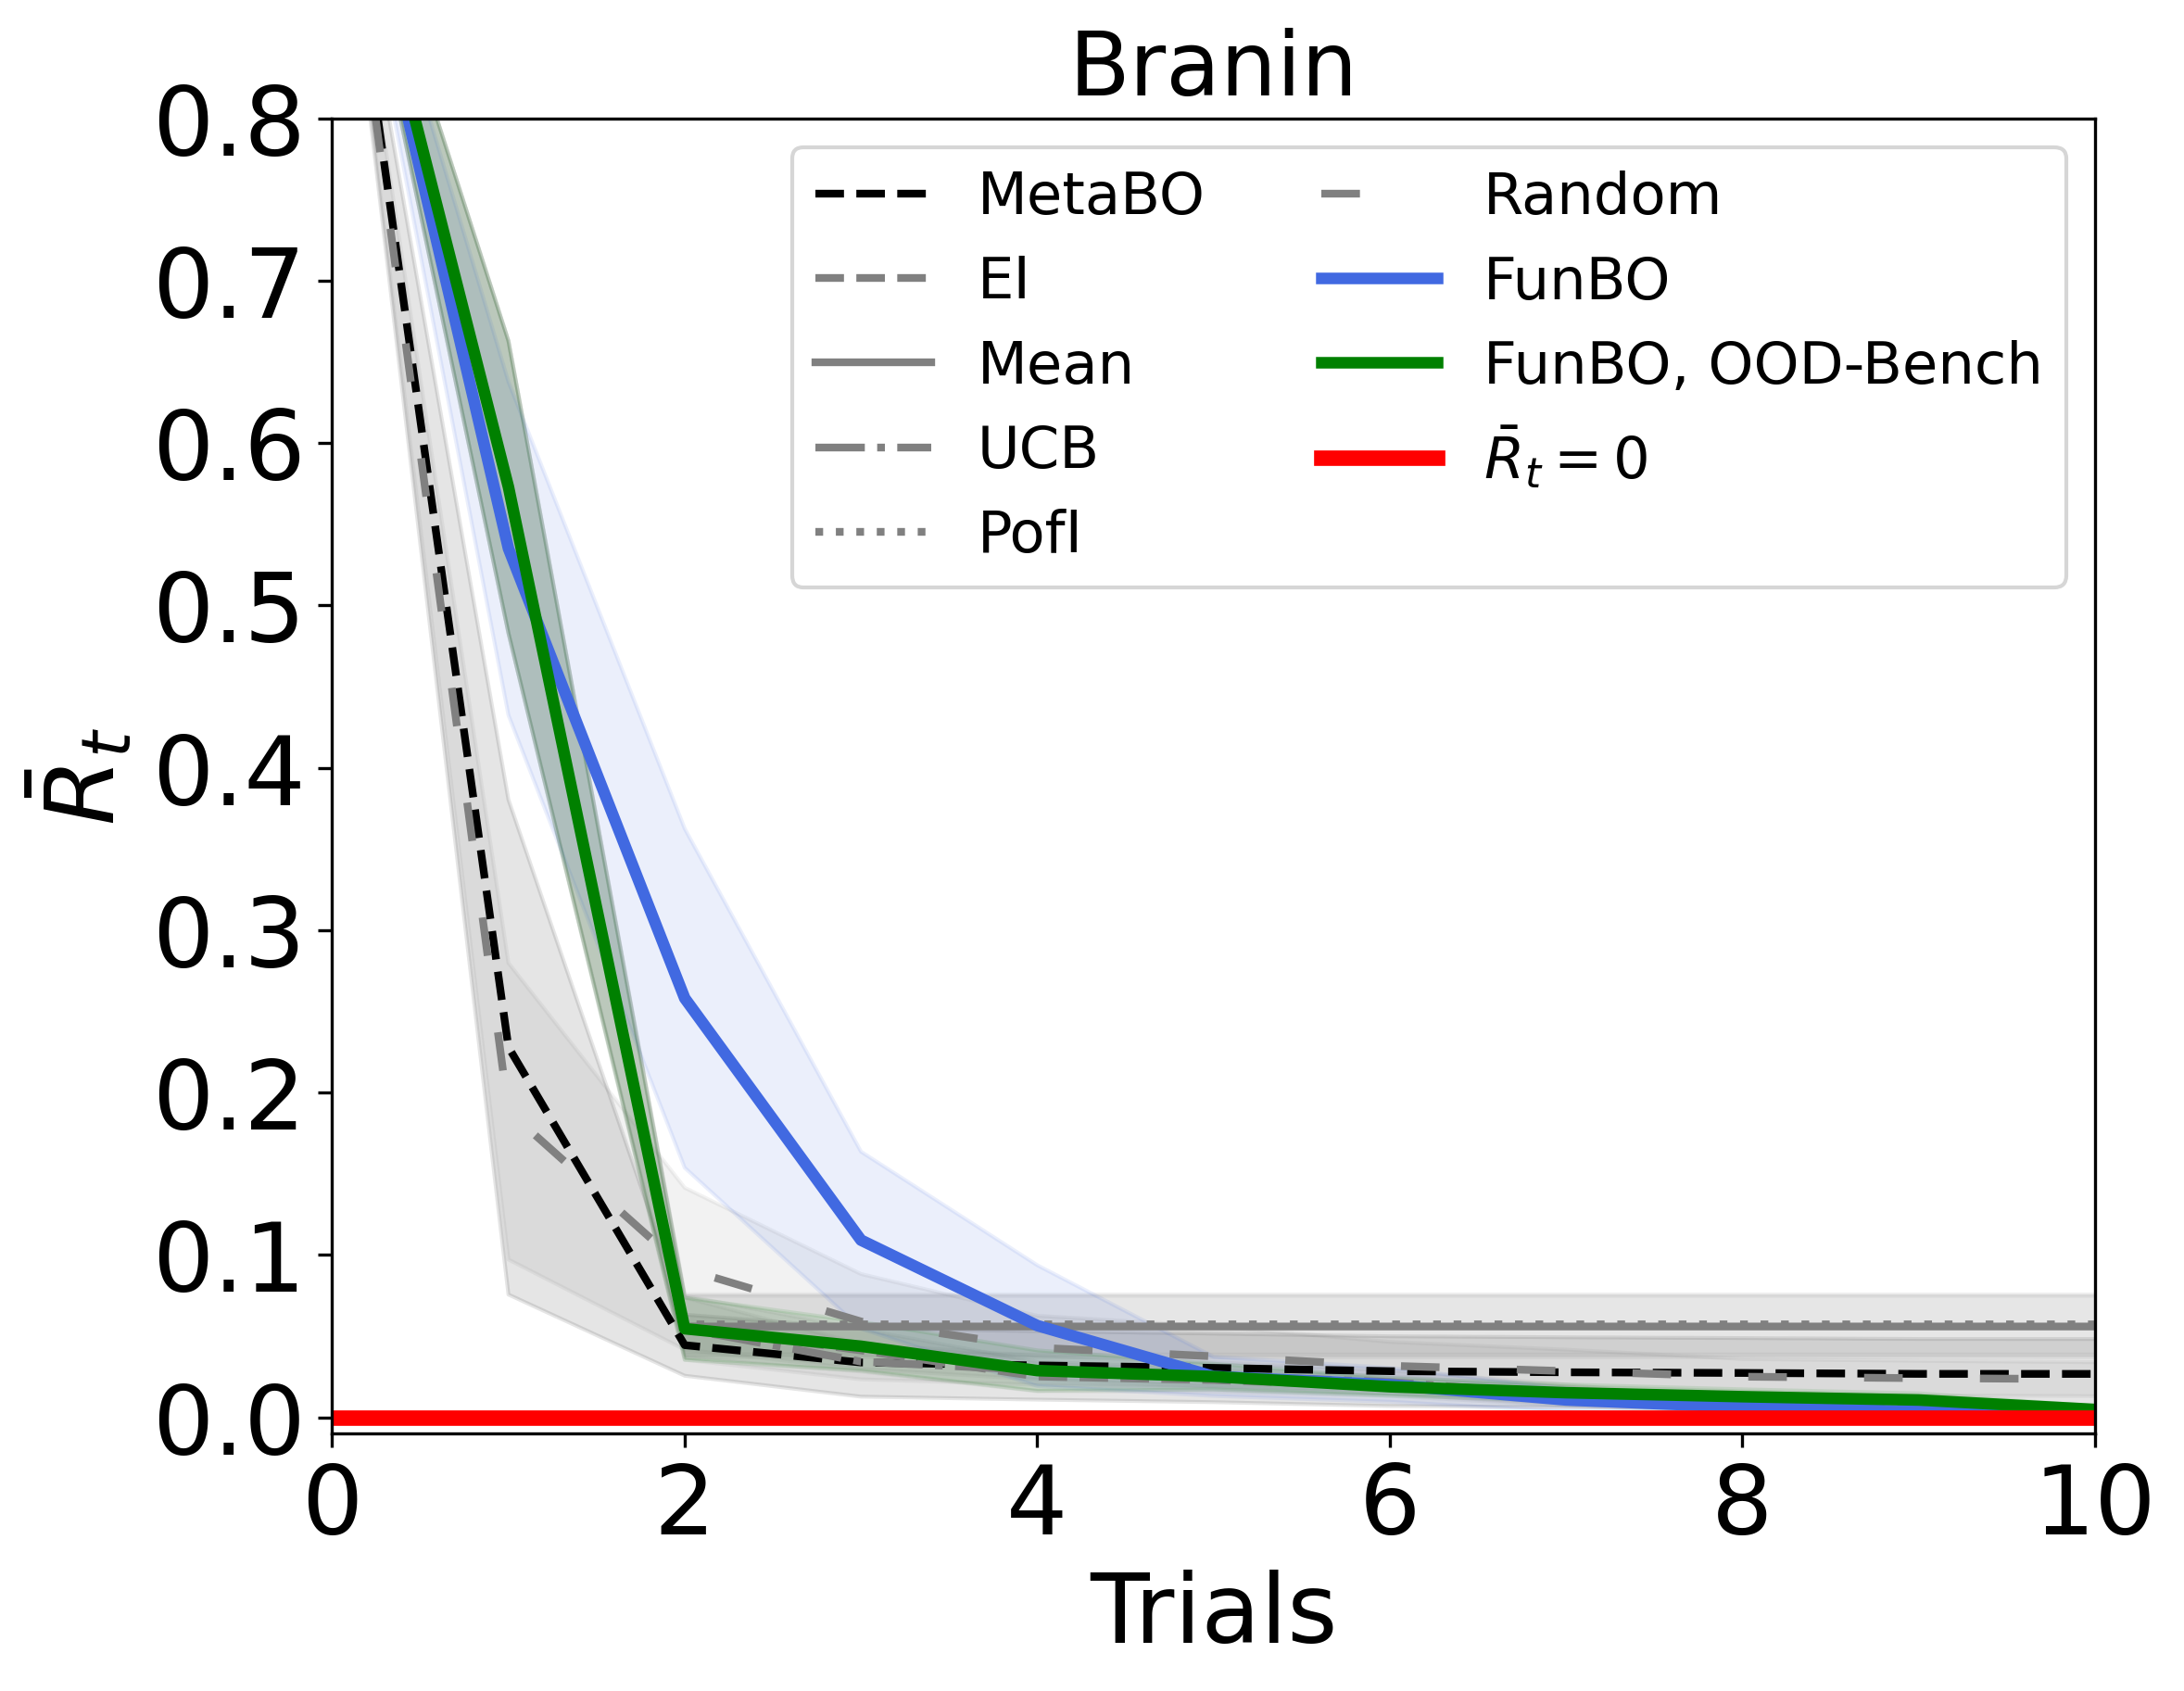 Branin
0.8
0.7
0.6
0.5
0.4
0.3
0.2
0.1
0.0
R̄t
MetaBO
EI
Mean
UCB
PofI
Random
FunBO
FunBO, OOD-Bench
R̄t = 0
0 2 4 6 8 10
Trials